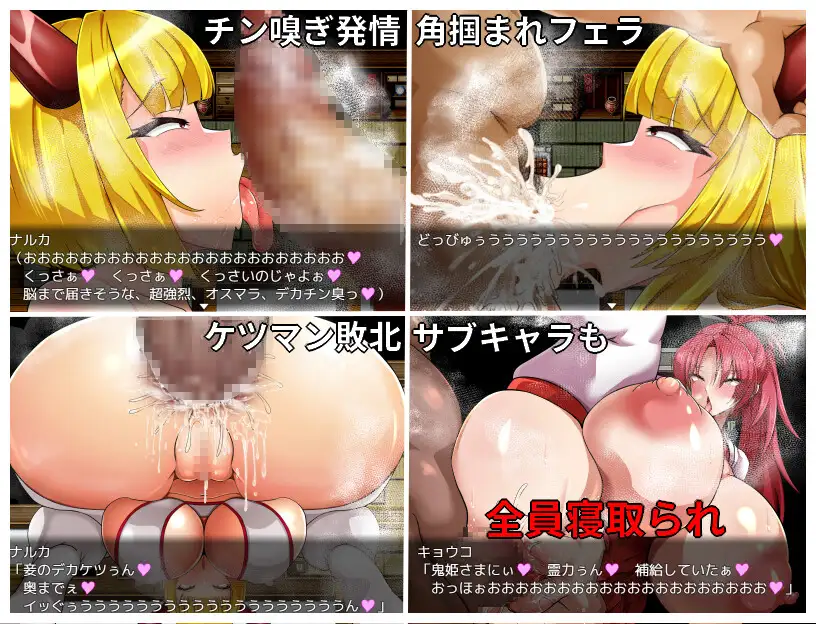 チン嗅ぎ発情
ナルカ
（おおおおおおおおおおおおおおおおおおおおおおお♥
くっさぁ♥　くっさぁ♥　くっさいのじゃよぉ♥
脳まで届きそうな、超強烈、オスマラ、デカチン臭っ♥）
角掴まれフェラ
どっびゅぅうううううううううううううううううううう♥
ケツマン敗北
ナルカ
「妾のデカケツぅん♥
奥までぇ♥
イッぐぅううううううううううううううううううううん♥」
サブキャラも
全員寝取られ
キョウコ
「鬼姫さまにぃ♥　霊力ぅん♥　補給していたぁ♥
おっほぉおおおおおおおおおおおおおおおおおおおお♥」